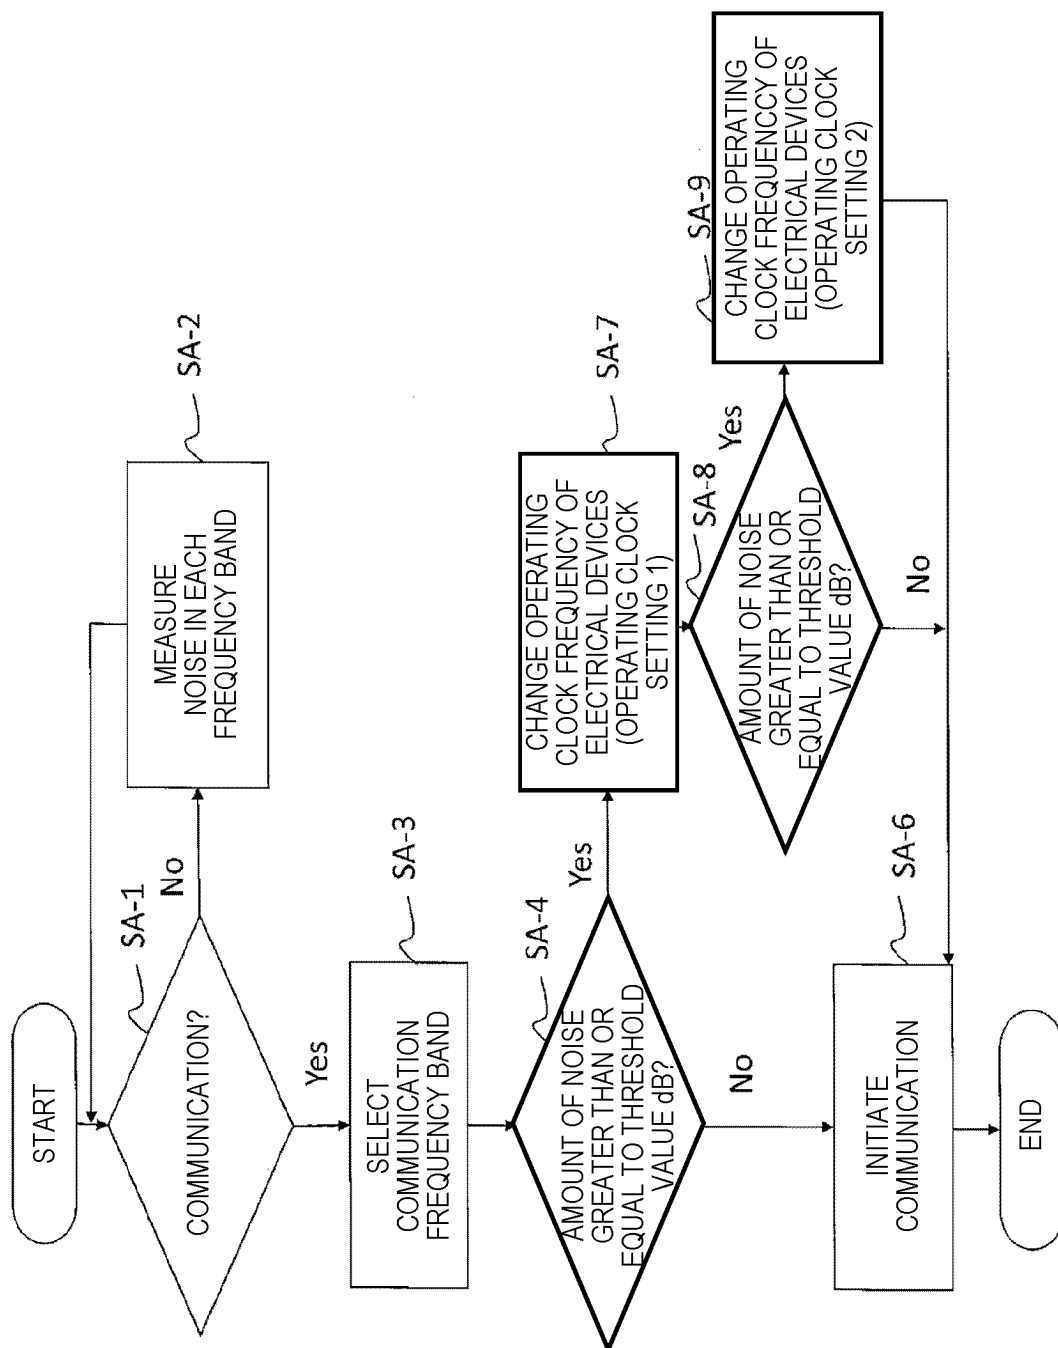 START
COMMUNICATION?
SA-1
No
MEASURE
NOISE IN EACH
FREQUENCY BAND
SA-2
Yes
SELECT
COMMUNICATION
FREQUENCY BAND
SA-3
AMOUNT OF NOISE
GREATER THAN OR
EQUAL TO THRESHOLD
VALUE dB?
SA-4
Yes
CHANGE OPERATING
CLOCK FREQUENCY OF
ELECTRICAL DEVICES
(OPERATING CLOCK
SETTING 1)
SA-7
No
AMOUNT OF NOISE
GREATER THAN OR
EQUAL TO THRESHOLD
VALUE dB?
SA-8
Yes
CHANGE OPERATING
CLOCK FREQUENCCY OF
ELECTRICAL DEVICES
(OPERATING CLOCK
SETTING 2)
SA-9
No
INITIATE
COMMUNICATION
SA-6
END